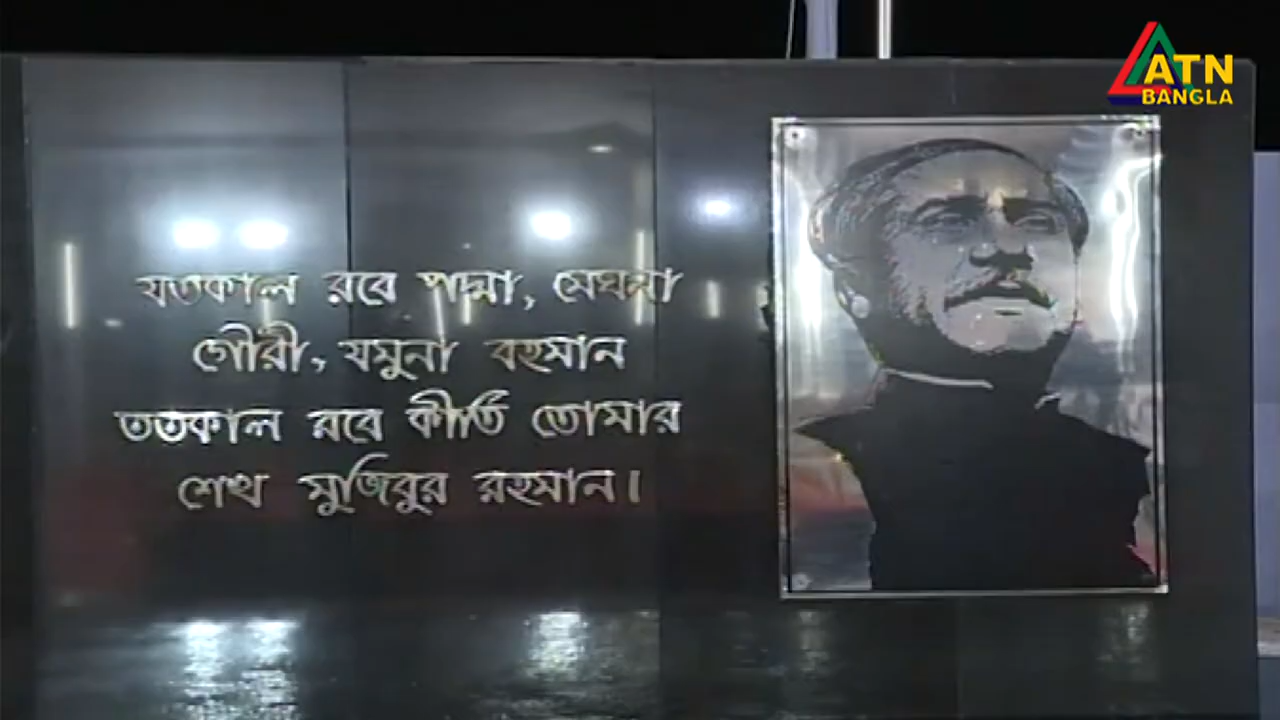 যতকাল রবে পদ্মা, মেঘনা
গৌরী, যমুনা বহমান
ততকাল রবে কীর্তি তোমার
শেখ মুজিবুর রহমান।
ATN
BANGLA